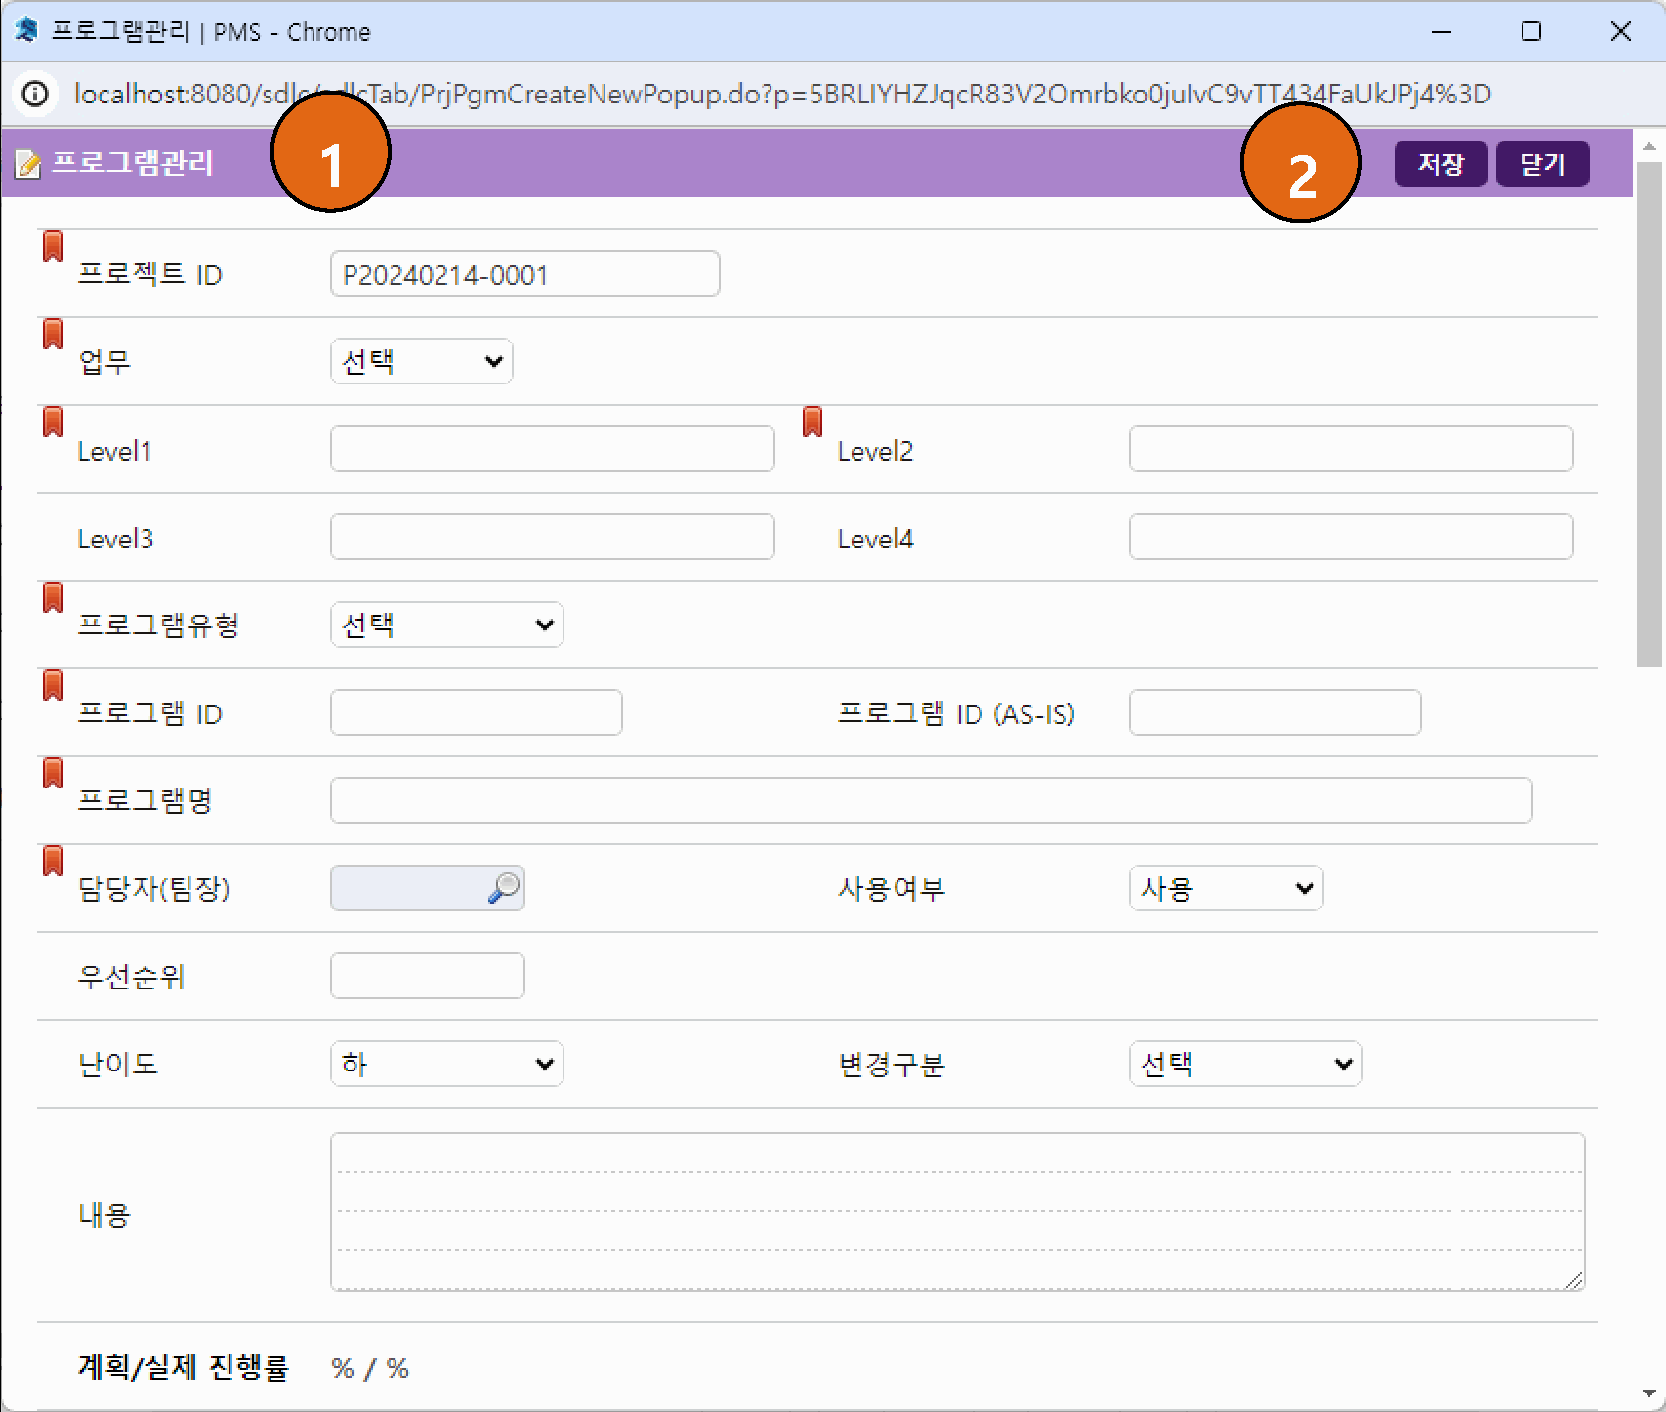 프로그램관리 | PMS - Chrome
localhost:8080/sdlc/sdlcTab/PrjPgmCreateNewPopup.do?p=5BRLIYHZJqcR83V2Omrbko0juIvC9vTT434FaUkJPj4%3D
프로그램관리 1 2 저장 닫기
프로젝트 ID P20240214-0001
업무 선택
Level1 Level2
Level3 Level4
프로그램유형 선택
프로그램 ID 프로그램 ID (AS-IS)
프로그램명
담당자(팀장) 사용여부 사용
우선순위
난이도 하 변경구분 선택
내용
계획/실제 진행률 % / %